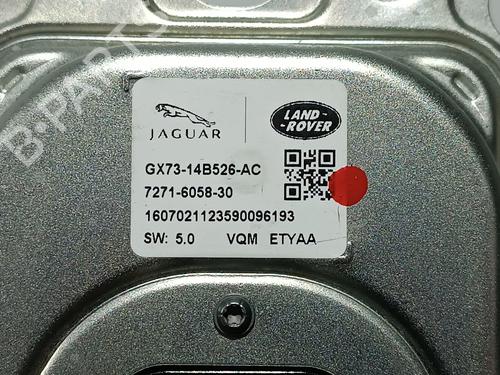 B-PARTS
JAGUAR
LAND-
-ROVER
GX73-14B526-AC
7271-6058-30
1607021123590096193
SW: 5.0 VQM ETYAA